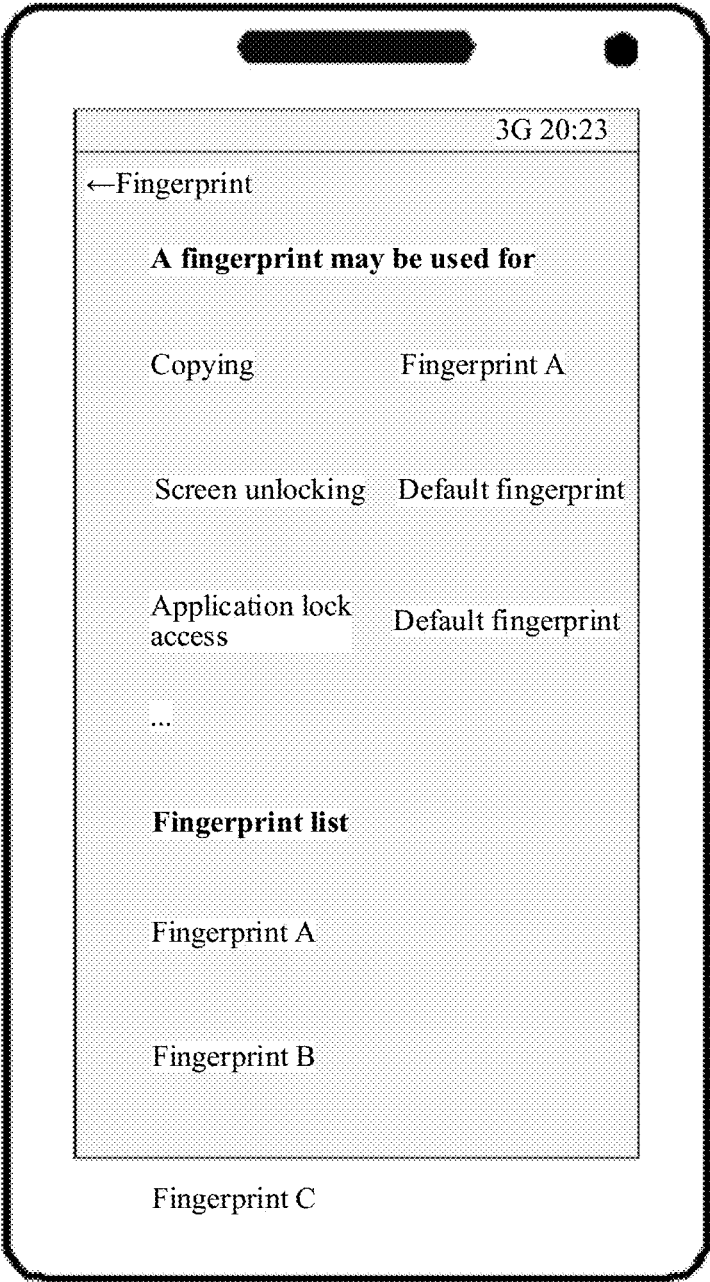 3G 20:23
←Fingerprint
A fingerprint may be used for
Copying Fingerprint A
Screen unlocking Default fingerprint
Application lock
access Default fingerprint
...
Fingerprint list
Fingerprint A
Fingerprint B
Fingerprint C